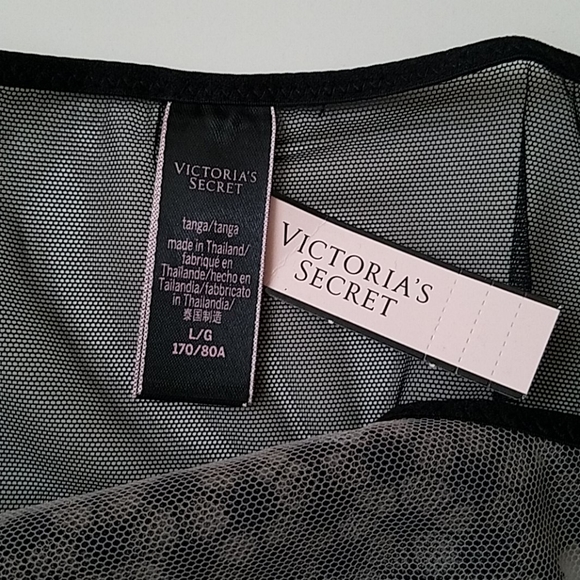 VICTORIA'S
SECRET
tanga/tanga
made in Thailand/
fabriqué en
Thailande/hecho en
Tailandia/fabbricato
in Thailandia/
泰国制造
L/G
170/80A
VICTORIA'S
SECRET